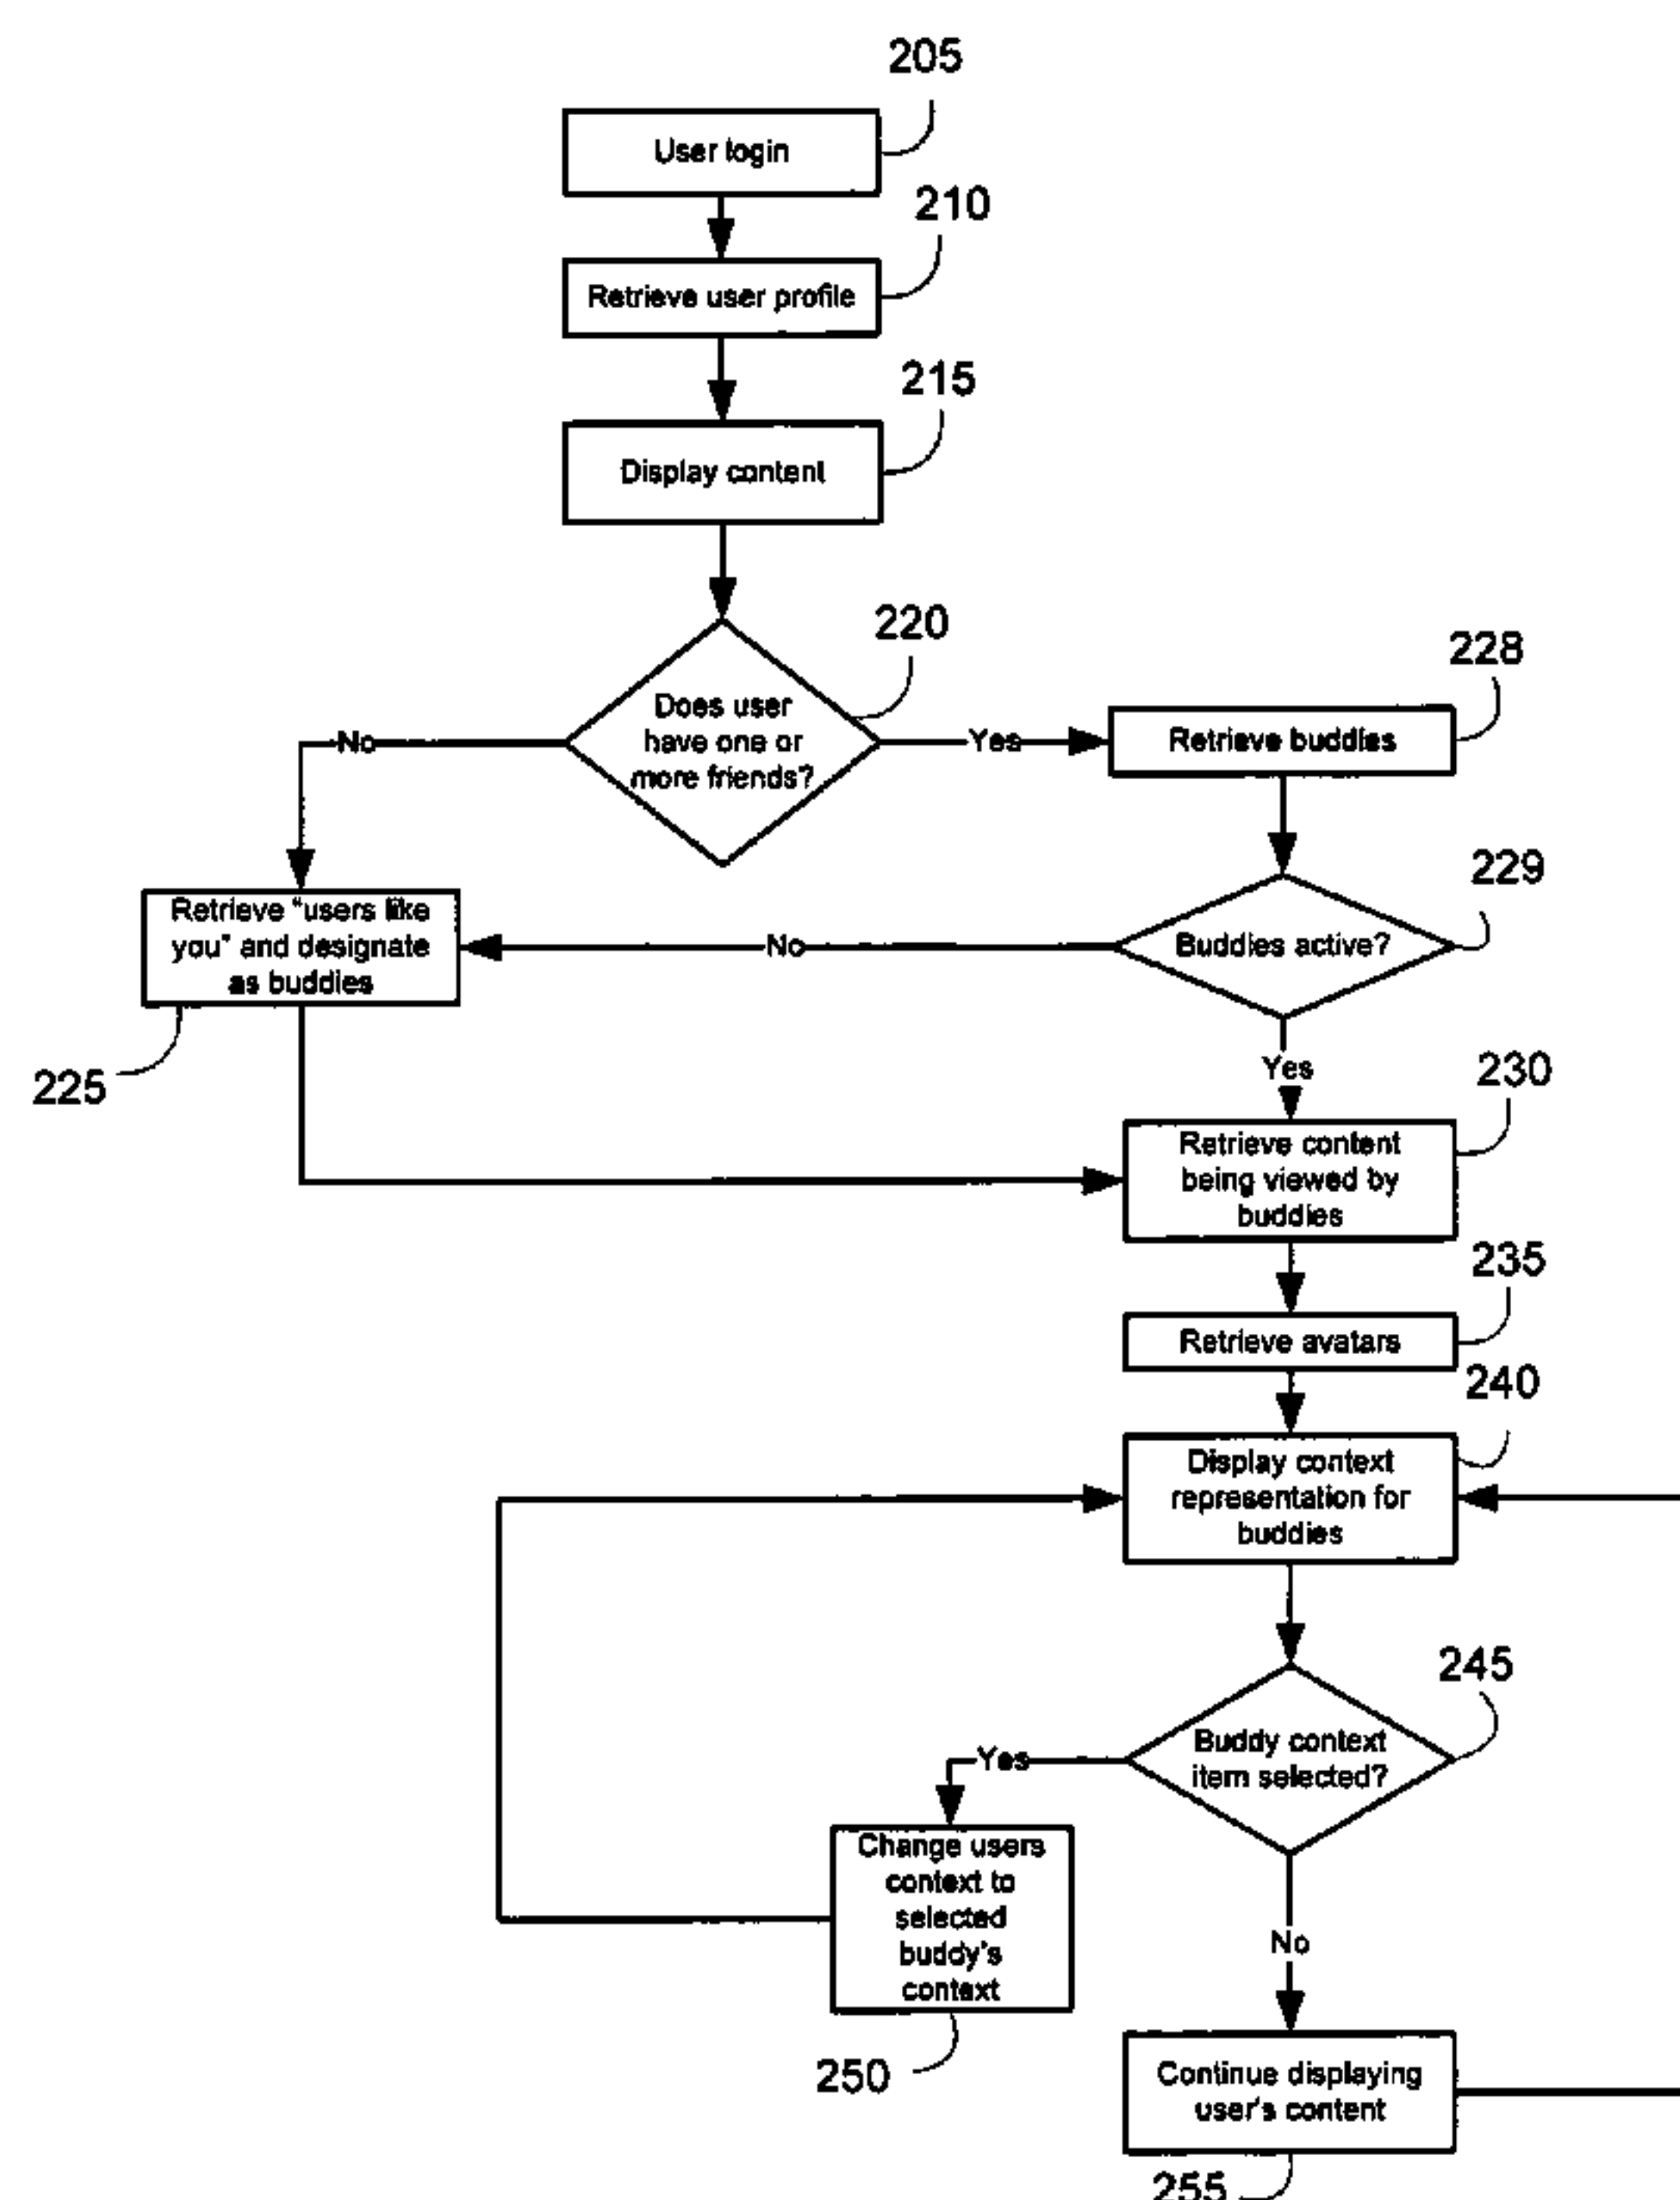 205
User login
210
Retrieve user profile
215
Display content
220
Does user
have one or
more friends?
No
Yes
228
Retrieve buddies
229
Buddies active?
No
Retrieve "users like
you" and designate
as buddies
225
Yes
230
Retrieve content
being viewed by
buddies
235
Retrieve avatars
240
Display context
representation for
buddies
245
Buddy context
item selected?
Yes
Change users
context to
selected
buddy's
context
250
No
Continue displaying
user's content
255